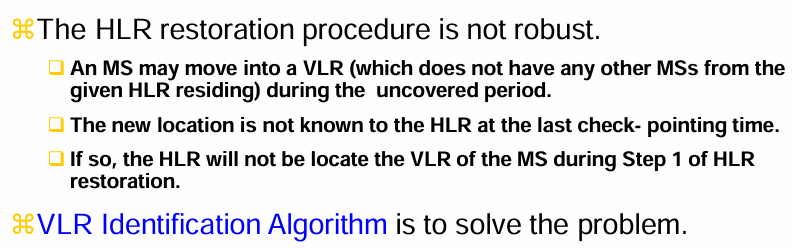 ⌘The HLR restoration procedure is not robust.
❑ An MS may move into a VLR (which does not have any other MSs from the
given HLR residing) during the uncovered period.
❑ The new location is not known to the HLR at the last check- pointing time.
❑ If so, the HLR will not be locate the VLR of the MS during Step 1 of HLR
restoration.
⌘VLR Identification Algorithm is to solve the problem.